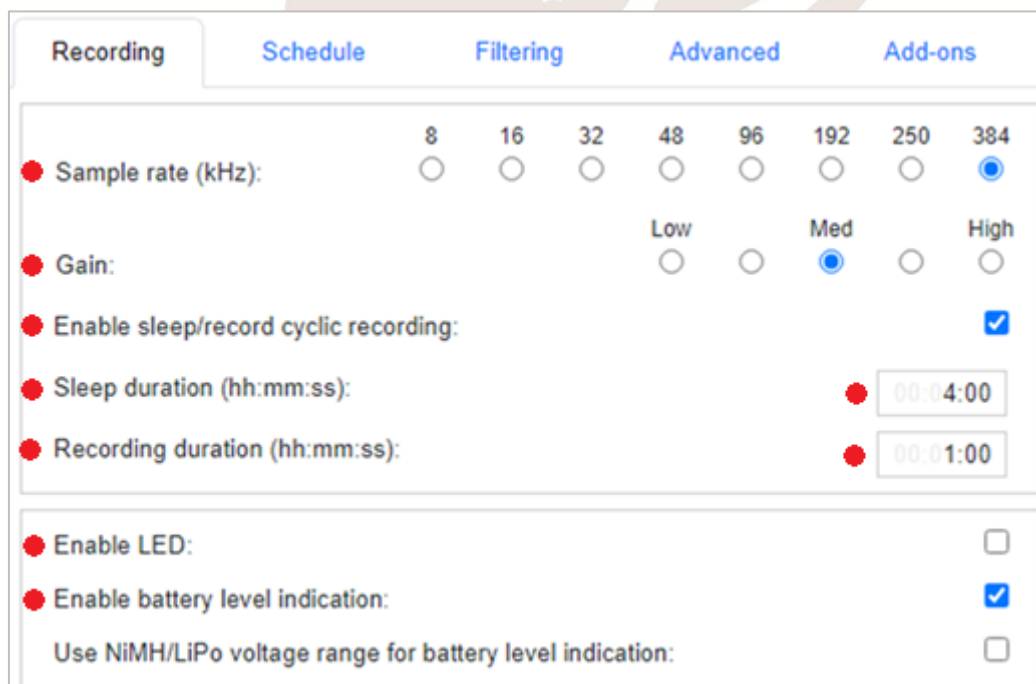 Recording Schedule Filtering Advanced Add-ons
8 16 32 48 96 192 250 384
Sample rate (kHz):
Low Med High
Gain:
Enable sleep/record cyclic recording:
Sleep duration (hh:mm:ss): 00:04:00
Recording duration (hh:mm:ss): 00:01:00
Enable LED:
Enable battery level indication:
Use NiMH/LiPo voltage range for battery level indication: